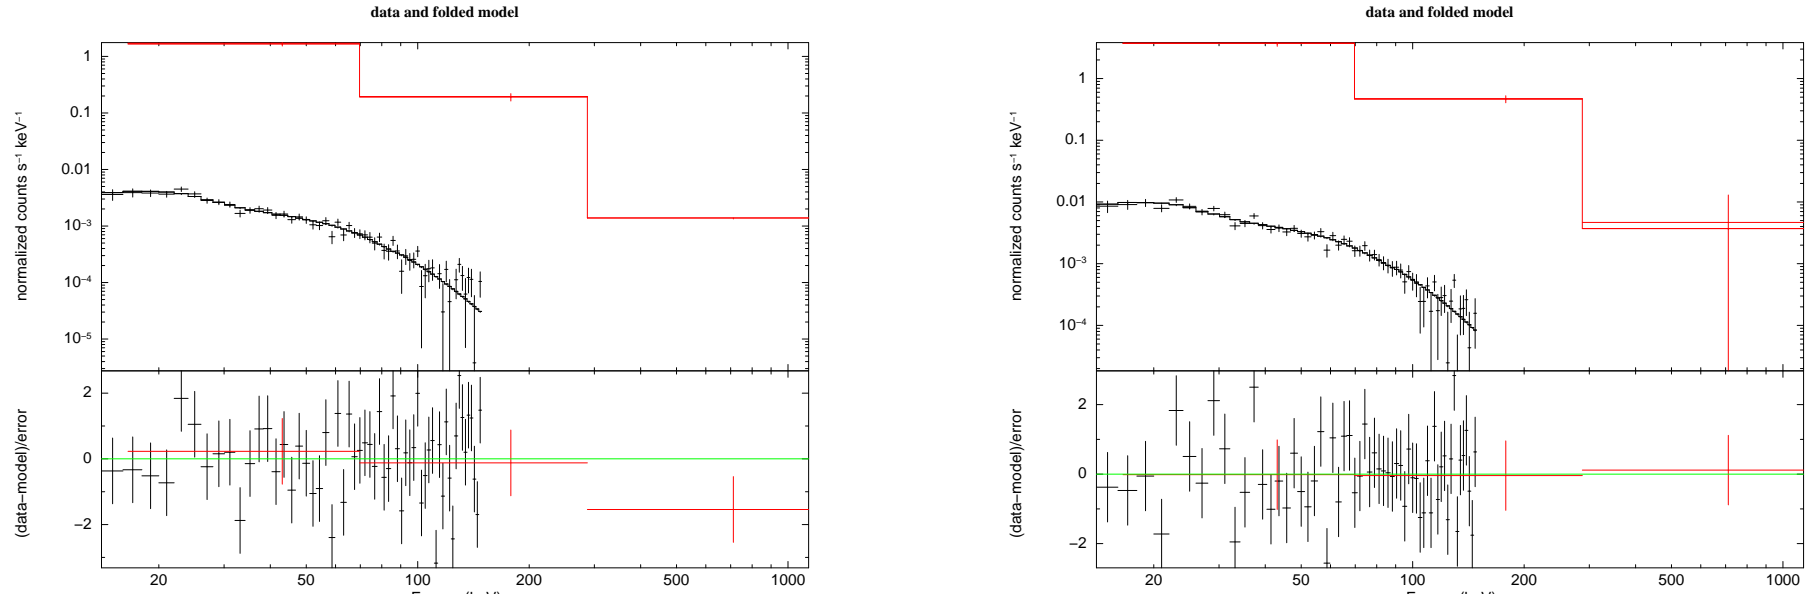 data and folded model
normalized counts s⁻¹ keV⁻¹
1
0.1
0.01
10⁻³
10⁻⁴
10⁻⁵
(data−model)/error
2
0
−2
20 50 100 200 500 1000
data and folded model
normalized counts s⁻¹ keV⁻¹
1
0.1
0.01
10⁻³
10⁻⁴
(data−model)/error
2
0
−2
20 50 100 200 500 1000